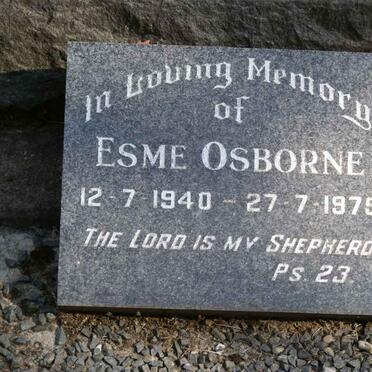 In Loving Memory
of
ESME OSBORNE
12-7-1940 - 27-7-1975
THE LORD IS MY SHEPHERD
PS. 23.